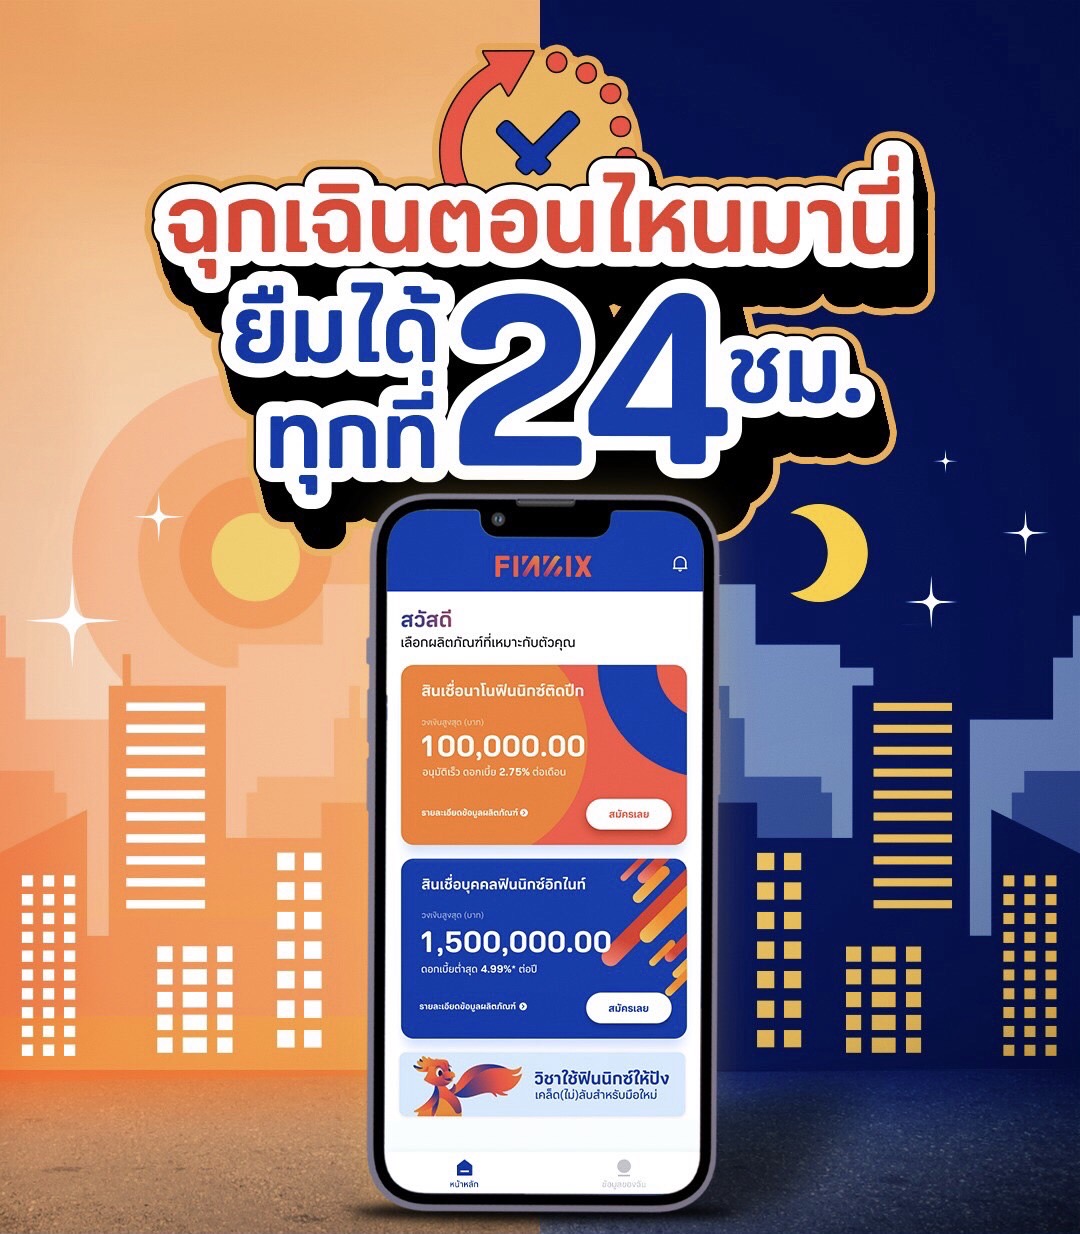 ฉุกเฉินตอนไหนมานี่
ยืมได้
ทุกที่ 24 ชม.
FINNIX
สวัสดี
เลือกผลิตภัณฑ์ที่เหมาะกับตัวคุณ
สินเชื่อนาโนฟินนิกซ์ติดปีก
วงเงินสูงสุด (บาท)
100,000.00
อนุมัติเร็ว ดอกเบี้ย 2.75% ต่อเดือน
รายละเอียดข้อมูลผลิตภัณฑ์
สมัครเลย
สินเชื่อบุคคลฟินนิกซ์อิกไนท์
วงเงินสูงสุด (บาท)
1,500,000.00
ดอกเบี้ยต่ำสุด 4.99%* ต่อปี
รายละเอียดข้อมูลผลิตภัณฑ์
สมัครเลย
วิชาใช้ฟินนิกซ์ให้ปัง
เคล็ด(ไม่)ลับสำหรับมือใหม่
หน้าหลัก
ข้อมูลของฉัน